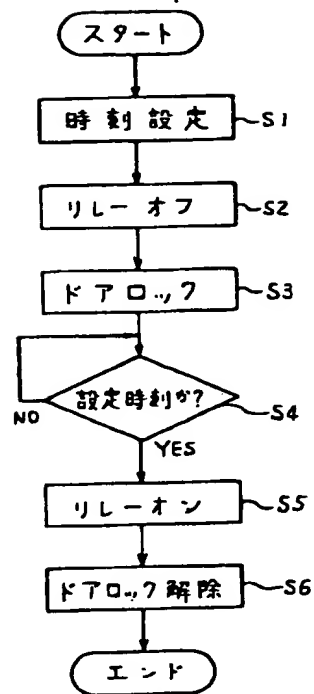 スタート
時刻設定 S1
リレーオフ S2
ドアロック S3
設定時刻か? S4
NO
YES
リレーオン S5
ドアロック解除 S6
エンド